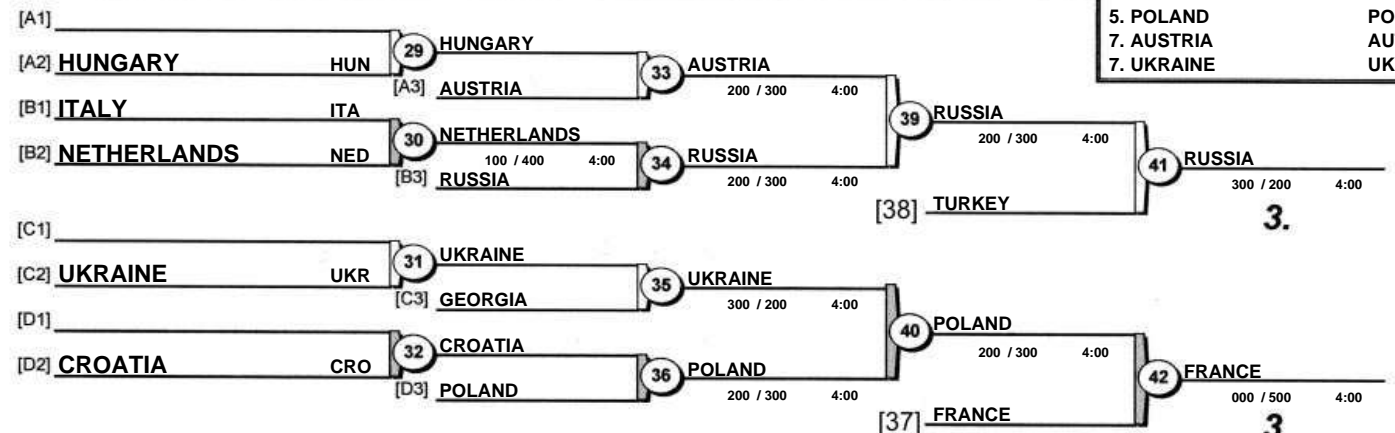 5. POLAND PO
7. AUSTRIA AU
7. UKRAINE UK
[A1]
[A2] HUNGARY HUN
29 HUNGARY
[A3] AUSTRIA
33 AUSTRIA
200 / 300 4:00
[B1] ITALY ITA
[B2] NETHERLANDS NED
30 NETHERLANDS
100 / 400 4:00
[B3] RUSSIA
34 RUSSIA
200 / 300 4:00
39 RUSSIA
200 / 300 4:00
[38] TURKEY
41 RUSSIA
300 / 200 4:00
3.
[C1]
[C2] UKRAINE UKR
31 UKRAINE
[C3] GEORGIA
35 UKRAINE
300 / 200 4:00
[D1]
[D2] CROATIA CRO
32 CROATIA
[D3] POLAND
36 POLAND
200 / 300 4:00
40 POLAND
200 / 300 4:00
[37] FRANCE
42 FRANCE
000 / 500 4:00
3